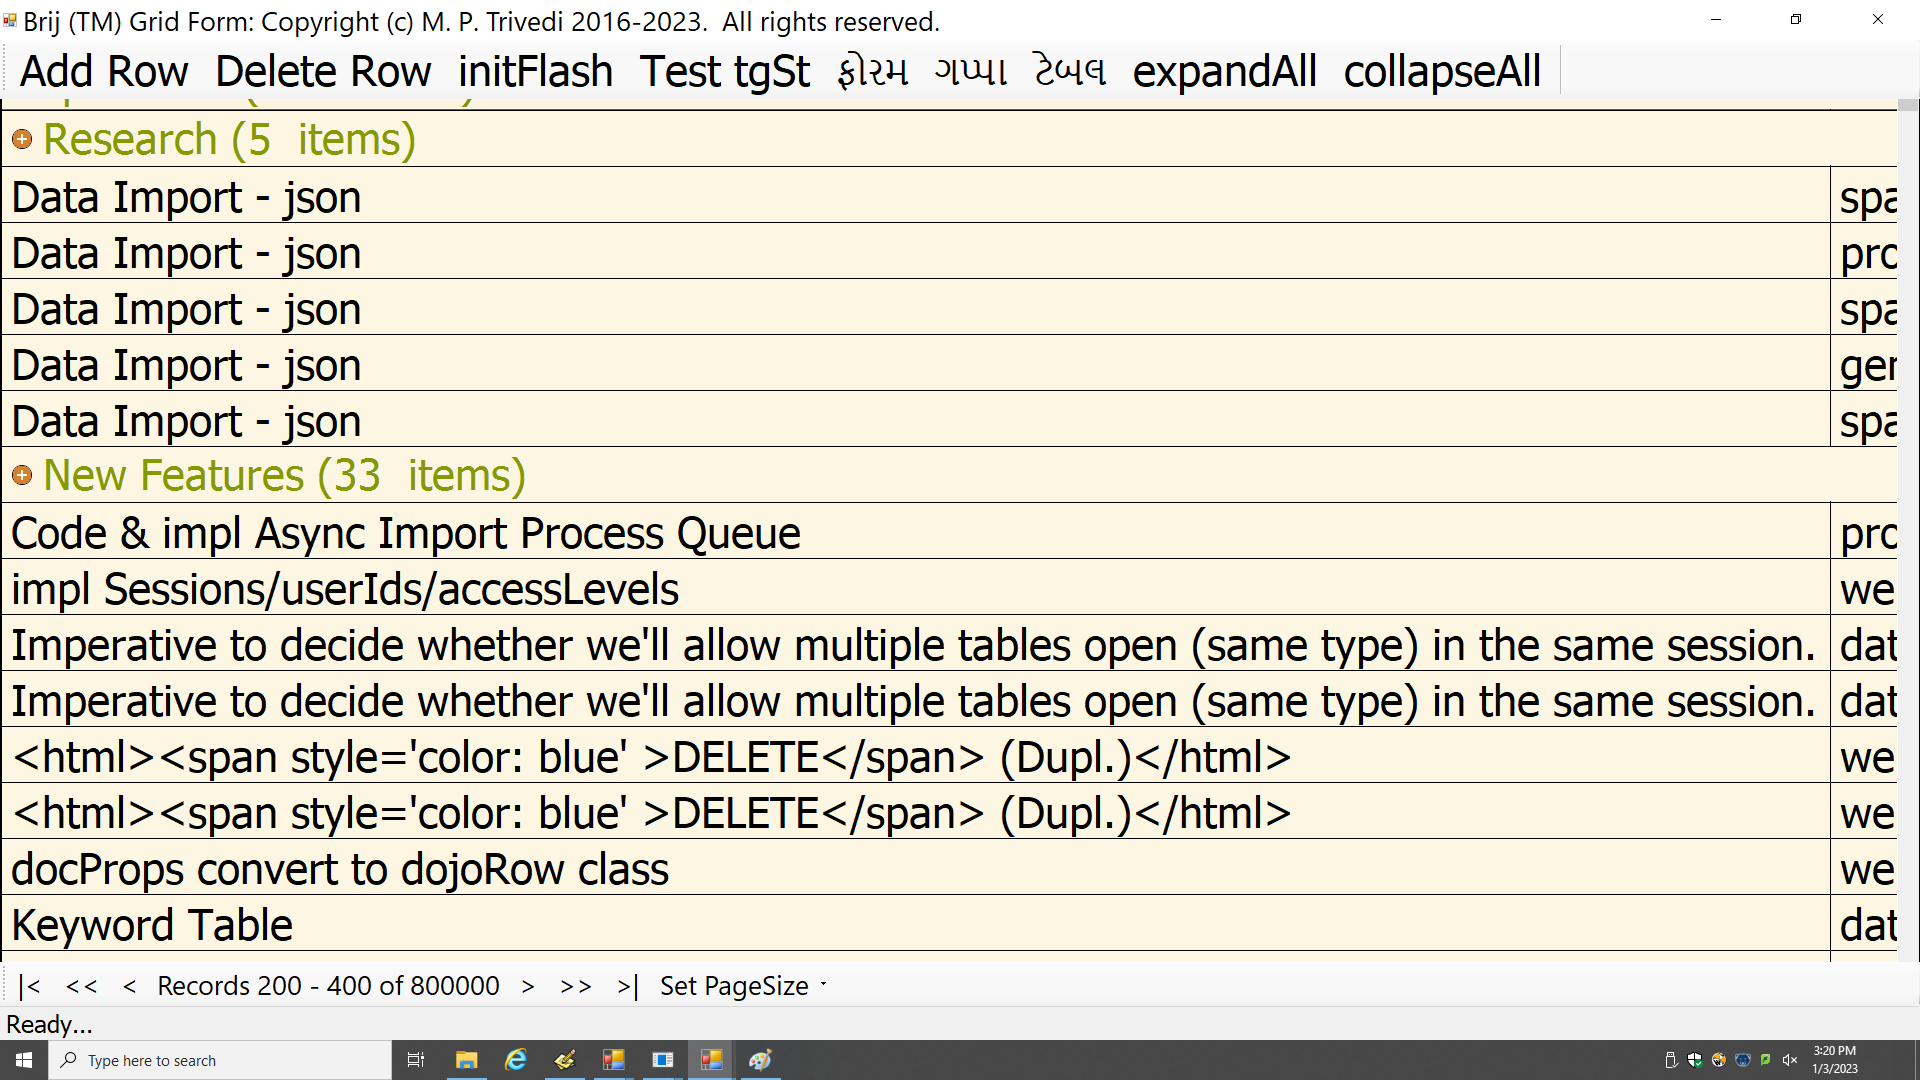 Brij (TM) Grid Form: Copyright (c) M. P. Trivedi 2016-2023.  All rights reserved.
Add Row  Delete Row  initFlash  Test tgSt  ફોરમ  ગપ્પા  ટેબલ  expandAll  collapseAll
Research (5  items)
Data Import - json  spa
Data Import - json  pro
Data Import - json  spa
Data Import - json  ger
Data Import - json  spa
New Features (33  items)
Code & impl Async Import Process Queue  pro
impl Sessions/userIds/accessLevels  we
Imperative to decide whether we'll allow multiple tables open (same type) in the same session.  dat
Imperative to decide whether we'll allow multiple tables open (same type) in the same session.  dat
<html><span style='color: blue' >DELETE</span> (Dupl.)</html>  we
<html><span style='color: blue' >DELETE</span> (Dupl.)</html>  we
docProps convert to dojoRow class  we
Keyword Table  dat
|<  <<  <  Records 200 - 400 of 800000  >  >>  >|  Set PageSize
Ready...
Type here to search
3:20 PM
1/3/2023